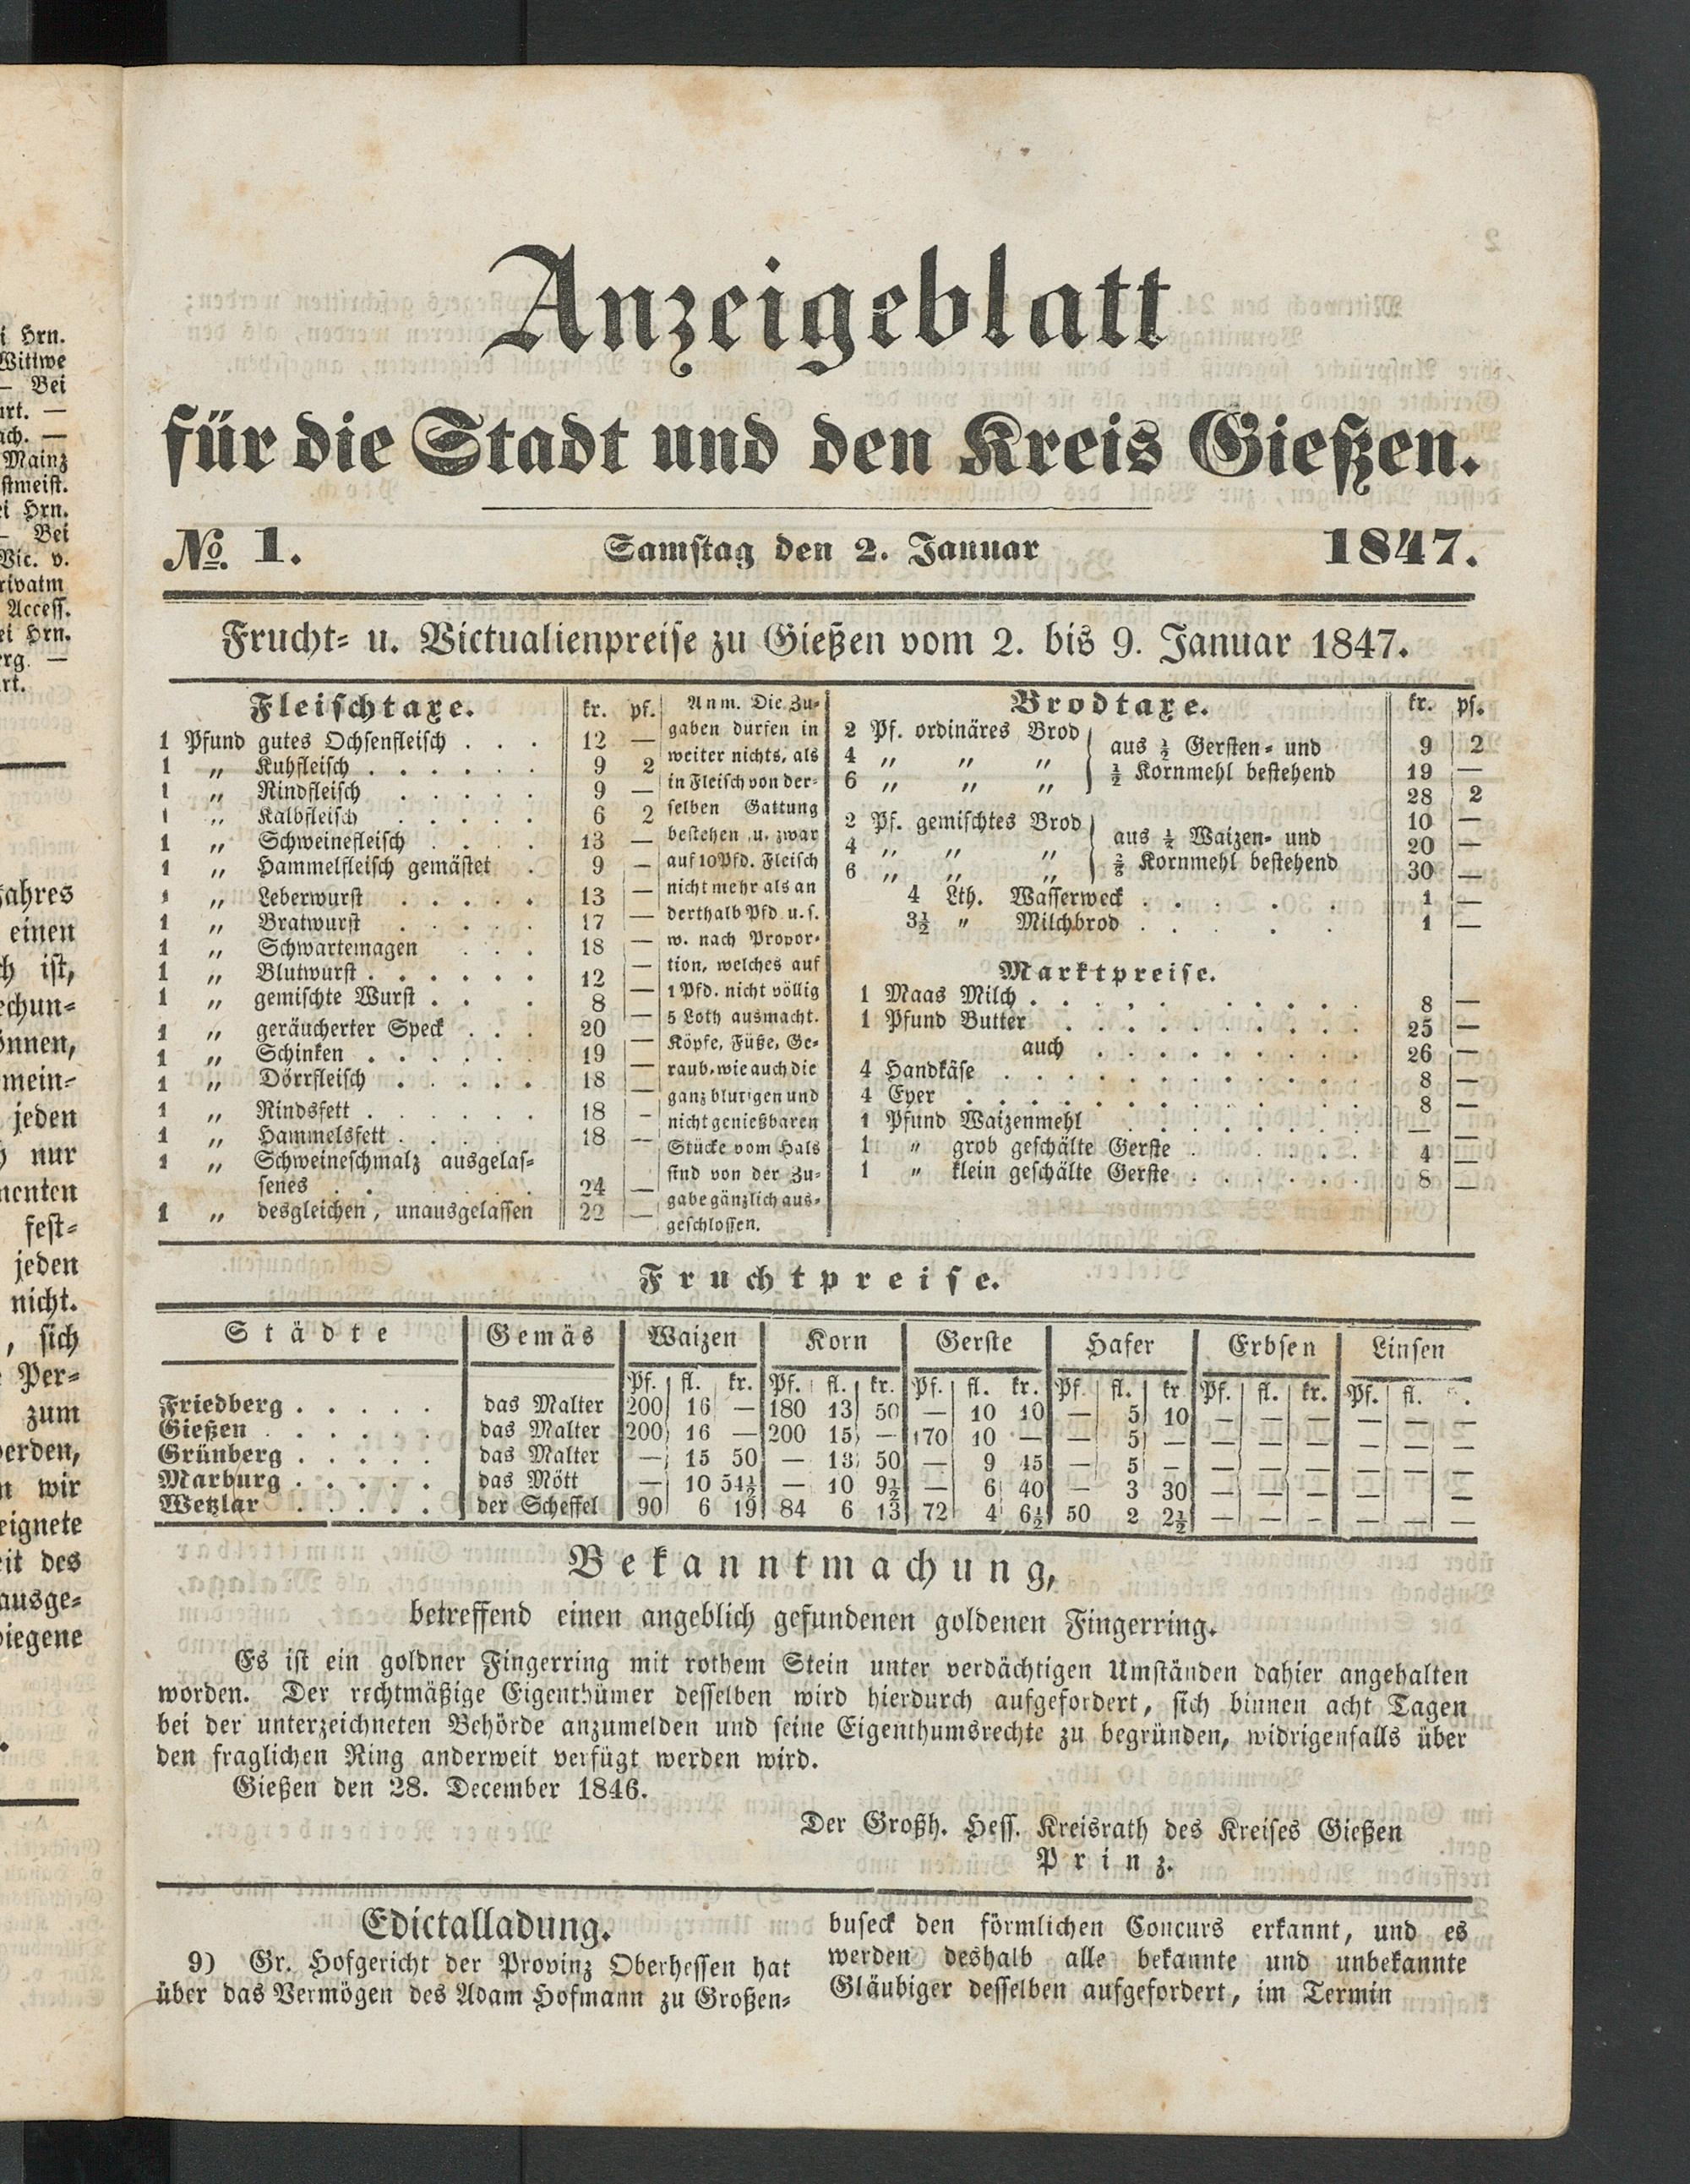 Anzeigeblatt
für die Stadt und den Kreis Gießen.
No. 1. Samstag den 2. Januar 1847.
Frucht- u. Victualienpreise zu Gießen vom 2. bis 9. Januar 1847.
Fleischtaxe. kr. pf.
1 Pfund gutes Ochsenfleisch . . . 12 —
1 „ Kuhfleisch . . . . . . 9 2
1 „ Rindfleisch . . . . . 9 —
1 „ Kalbfleisch . . . . . 6 2
1 „ Schweinefleisch . . . . 13 —
1 „ Hammelfleisch gemästet . 9 —
1 „ Leberwurst . . . . . 13 —
1 „ Bratwurst . . . . . 17 —
1 „ Schwartemagen . . . 18 —
1 „ Blutwurst . . . . . . 12 —
1 „ gemischte Wurst . . . . 8 —
1 „ geräucherter Speck . . . 20 —
1 „ Schinken . . . . . . 19 —
1 „ Dörrfleisch . . . . . 18 —
1 „ Rindsfett . . . . . . 18 —
1 „ Hammelsfett . . . . . 18 —
1 „ Schweineschmalz ausgelas-
senes . . . . . . 24 —
1 „ desgleichen, unausgelassen 22 —
Anm. Die Zu-
gaben dürfen in
weiter nichts, als
in Fleisch von der-
selben Gattung
bestehen u. zwar
auf 10 Pfd. Fleisch
nicht mehr als an
derthalb Pfd u. s.
w. nach Propor-
tion, welches auf
1 Pfd. nicht völlig
5 Loth ausmacht.
Köpfe, Füße, Ge-
raub, wie auch die
ganz blutigen und
nicht genießbaren
Stücke vom Hals
sind von der Zu-
gabe gänzlich aus-
geschlossen.
Brodtaxe. kr. pf.
2 Pf. ordinäres Brod aus ½ Gersten- und 9 2
4 „ „ „ ½ Kornmehl bestehend 19 —
6 „ „ „ 28 2
2 Pf. gemischtes Brod aus Waizen- und 10 —
4 „ „ „ Kornmehl bestehend 20 —
6 „ „ „ 30 —
4 Lth. Wasserweck . . . . . 1 —
3½ „ Milchbrod . . . . 1 —
Marktpreise.
1 Maas Milch . . . . . . . . . 8 —
1 Pfund Butter . . . . . . . . . 25 —
auch . . . . . . . . . 26 —
4 Handkäse . . . . . . . . . . . 8 —
4 Eyer . . . . . . . . . . . . 8 —
1 Pfund Waizenmehl . . . . . . . — —
1 „ grob geschälte Gerste . . . . . 4 —
1 „ klein geschälte Gerste . . . . . . 8 —
Fruchtpreise.
Städte Gemäs Waizen Korn Gerste Hafer Erbsen Linsen
Pf. fl. kr. Pf. fl. kr. Pf. fl. kr. Pf. fl. kr Pf. fl. kr. Pf. fl. .
Friedberg . . . . . das Malter 200 16 — 180 13 50 — 10 10 — 5 10 — — — — — —
Gießen . . . . . . das Malter 200 16 — 200 15 — 170 10 — — 5 — — — — — — —
Grünberg . . . . . das Malter — 15 50 — 13 50 — 9 45 — 5 — — — — — — —
Marburg . . . . . das Mött — 10 54½ — 10 9½ — 6 40 — 3 30 — — — — — —
Wetzlar . . . . . der Scheffel 90 6 19 84 6 13 72 4 6½ 50 2 2½ — — — — — —
Bekanntmachung,
betreffend einen angeblich gefundenen goldenen Fingerring.
Es ist ein goldner Fingerring mit rothem Stein unter verdächtigen Umständen dahier angehalten
worden. Der rechtmäßige Eigenthümer desselben wird hierdurch aufgefordert, sich binnen acht Tagen
bei der unterzeichneten Behörde anzumelden und seine Eigenthumsrechte zu begründen, widrigenfalls über
den fraglichen Ring anderweit verfügt werden wird.
Gießen den 28. December 1846.
Der Großh. Hess. Kreisrath des Kreises Gießen
Prinz.
Edictalladung.
9) Gr. Hofgericht der Provinz Oberhessen hat
über das Vermögen des Adam Hofmann zu Großen-
buseck den förmlichen Concurs erkannt, und es
werden deshalb alle bekannte und unbekannte
Gläubiger desselben aufgefordert, im Termin